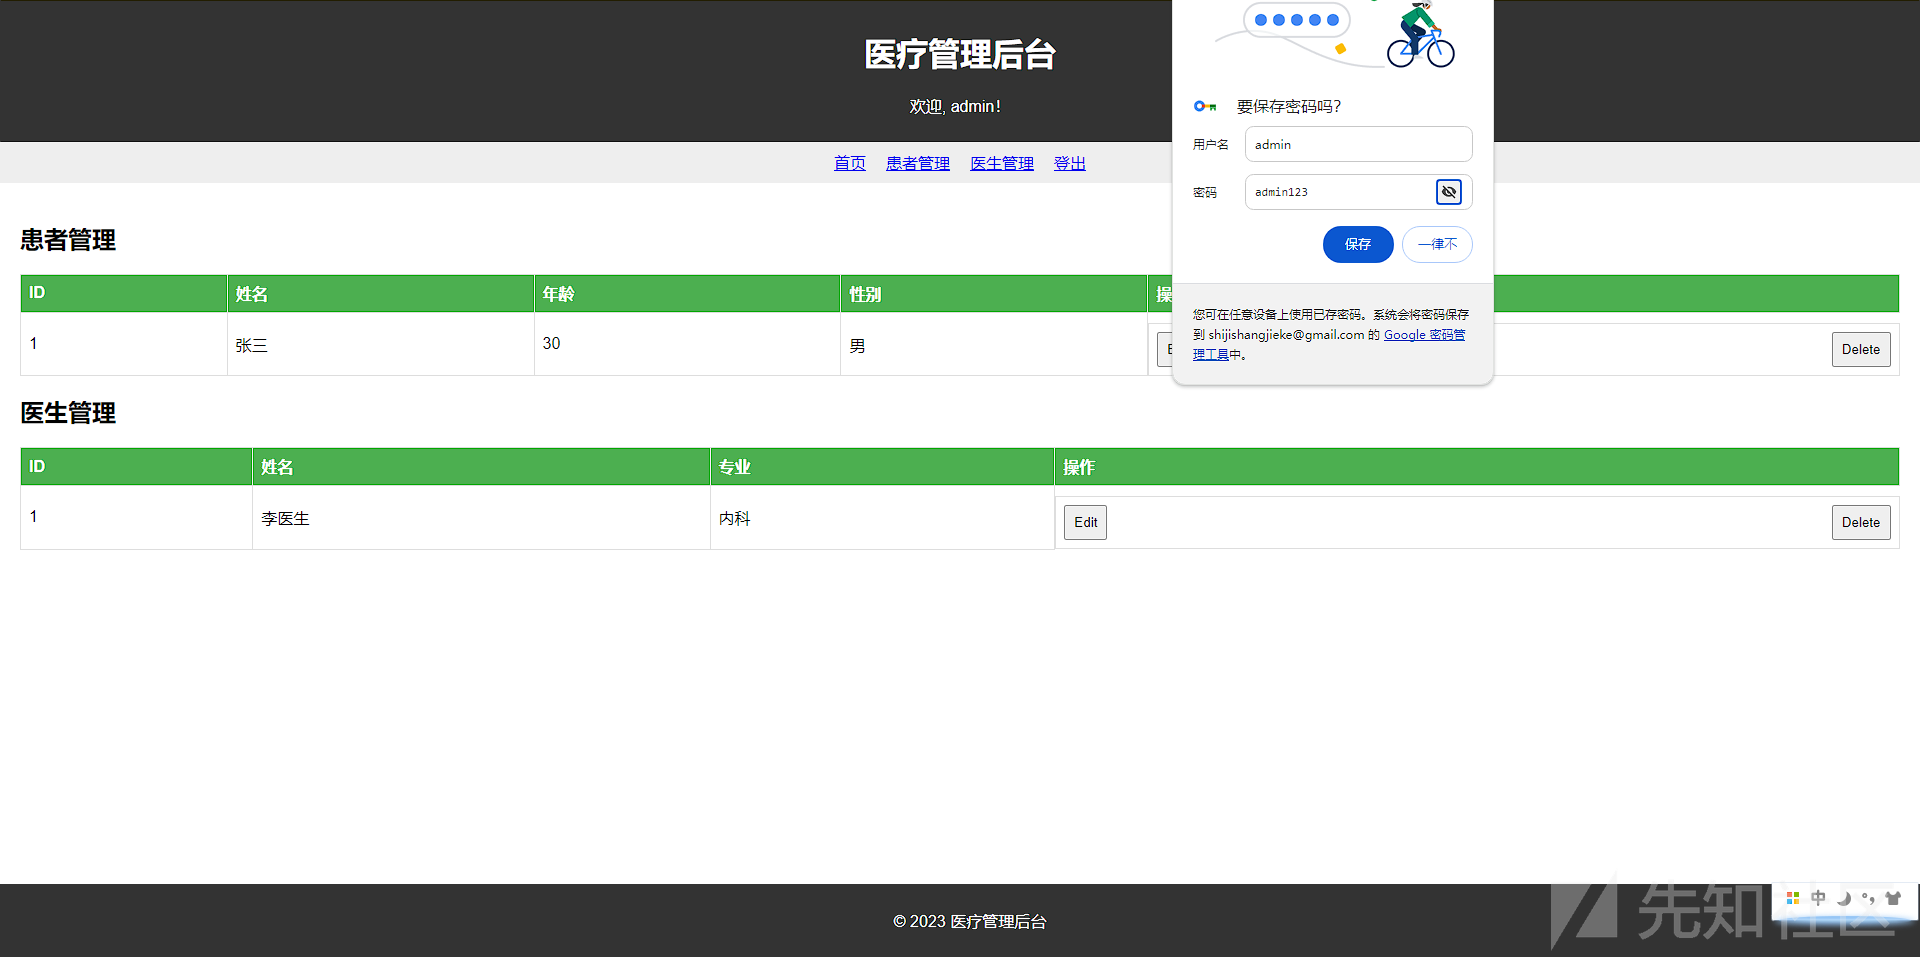 医疗管理后台
欢迎, admin!
首页 患者管理 医生管理 登出
要保存密码吗?
用户名 admin
密码 admin123
保存 一律不
您可在任意设备上使用已存密码。系统会将密码保存
到 shijishangjieke@gmail.com 的 Google 密码管
理工具中。
患者管理
ID 姓名 年龄 性别 操
1 张三 30 男 Delete
医生管理
ID 姓名 专业 操作
1 李医生 内科 Edit Delete
© 2023 医疗管理后台
先知社区
中